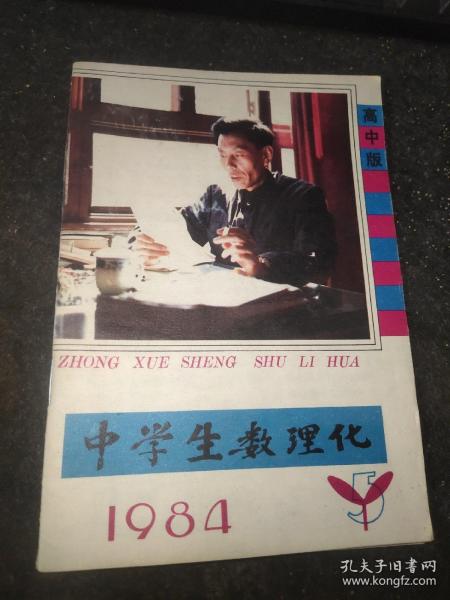 高中版
ZHONG XUE SHENG SHU LI HUA
中学生数理化
1984
5
孔夫子旧书网
www.kongfz.com